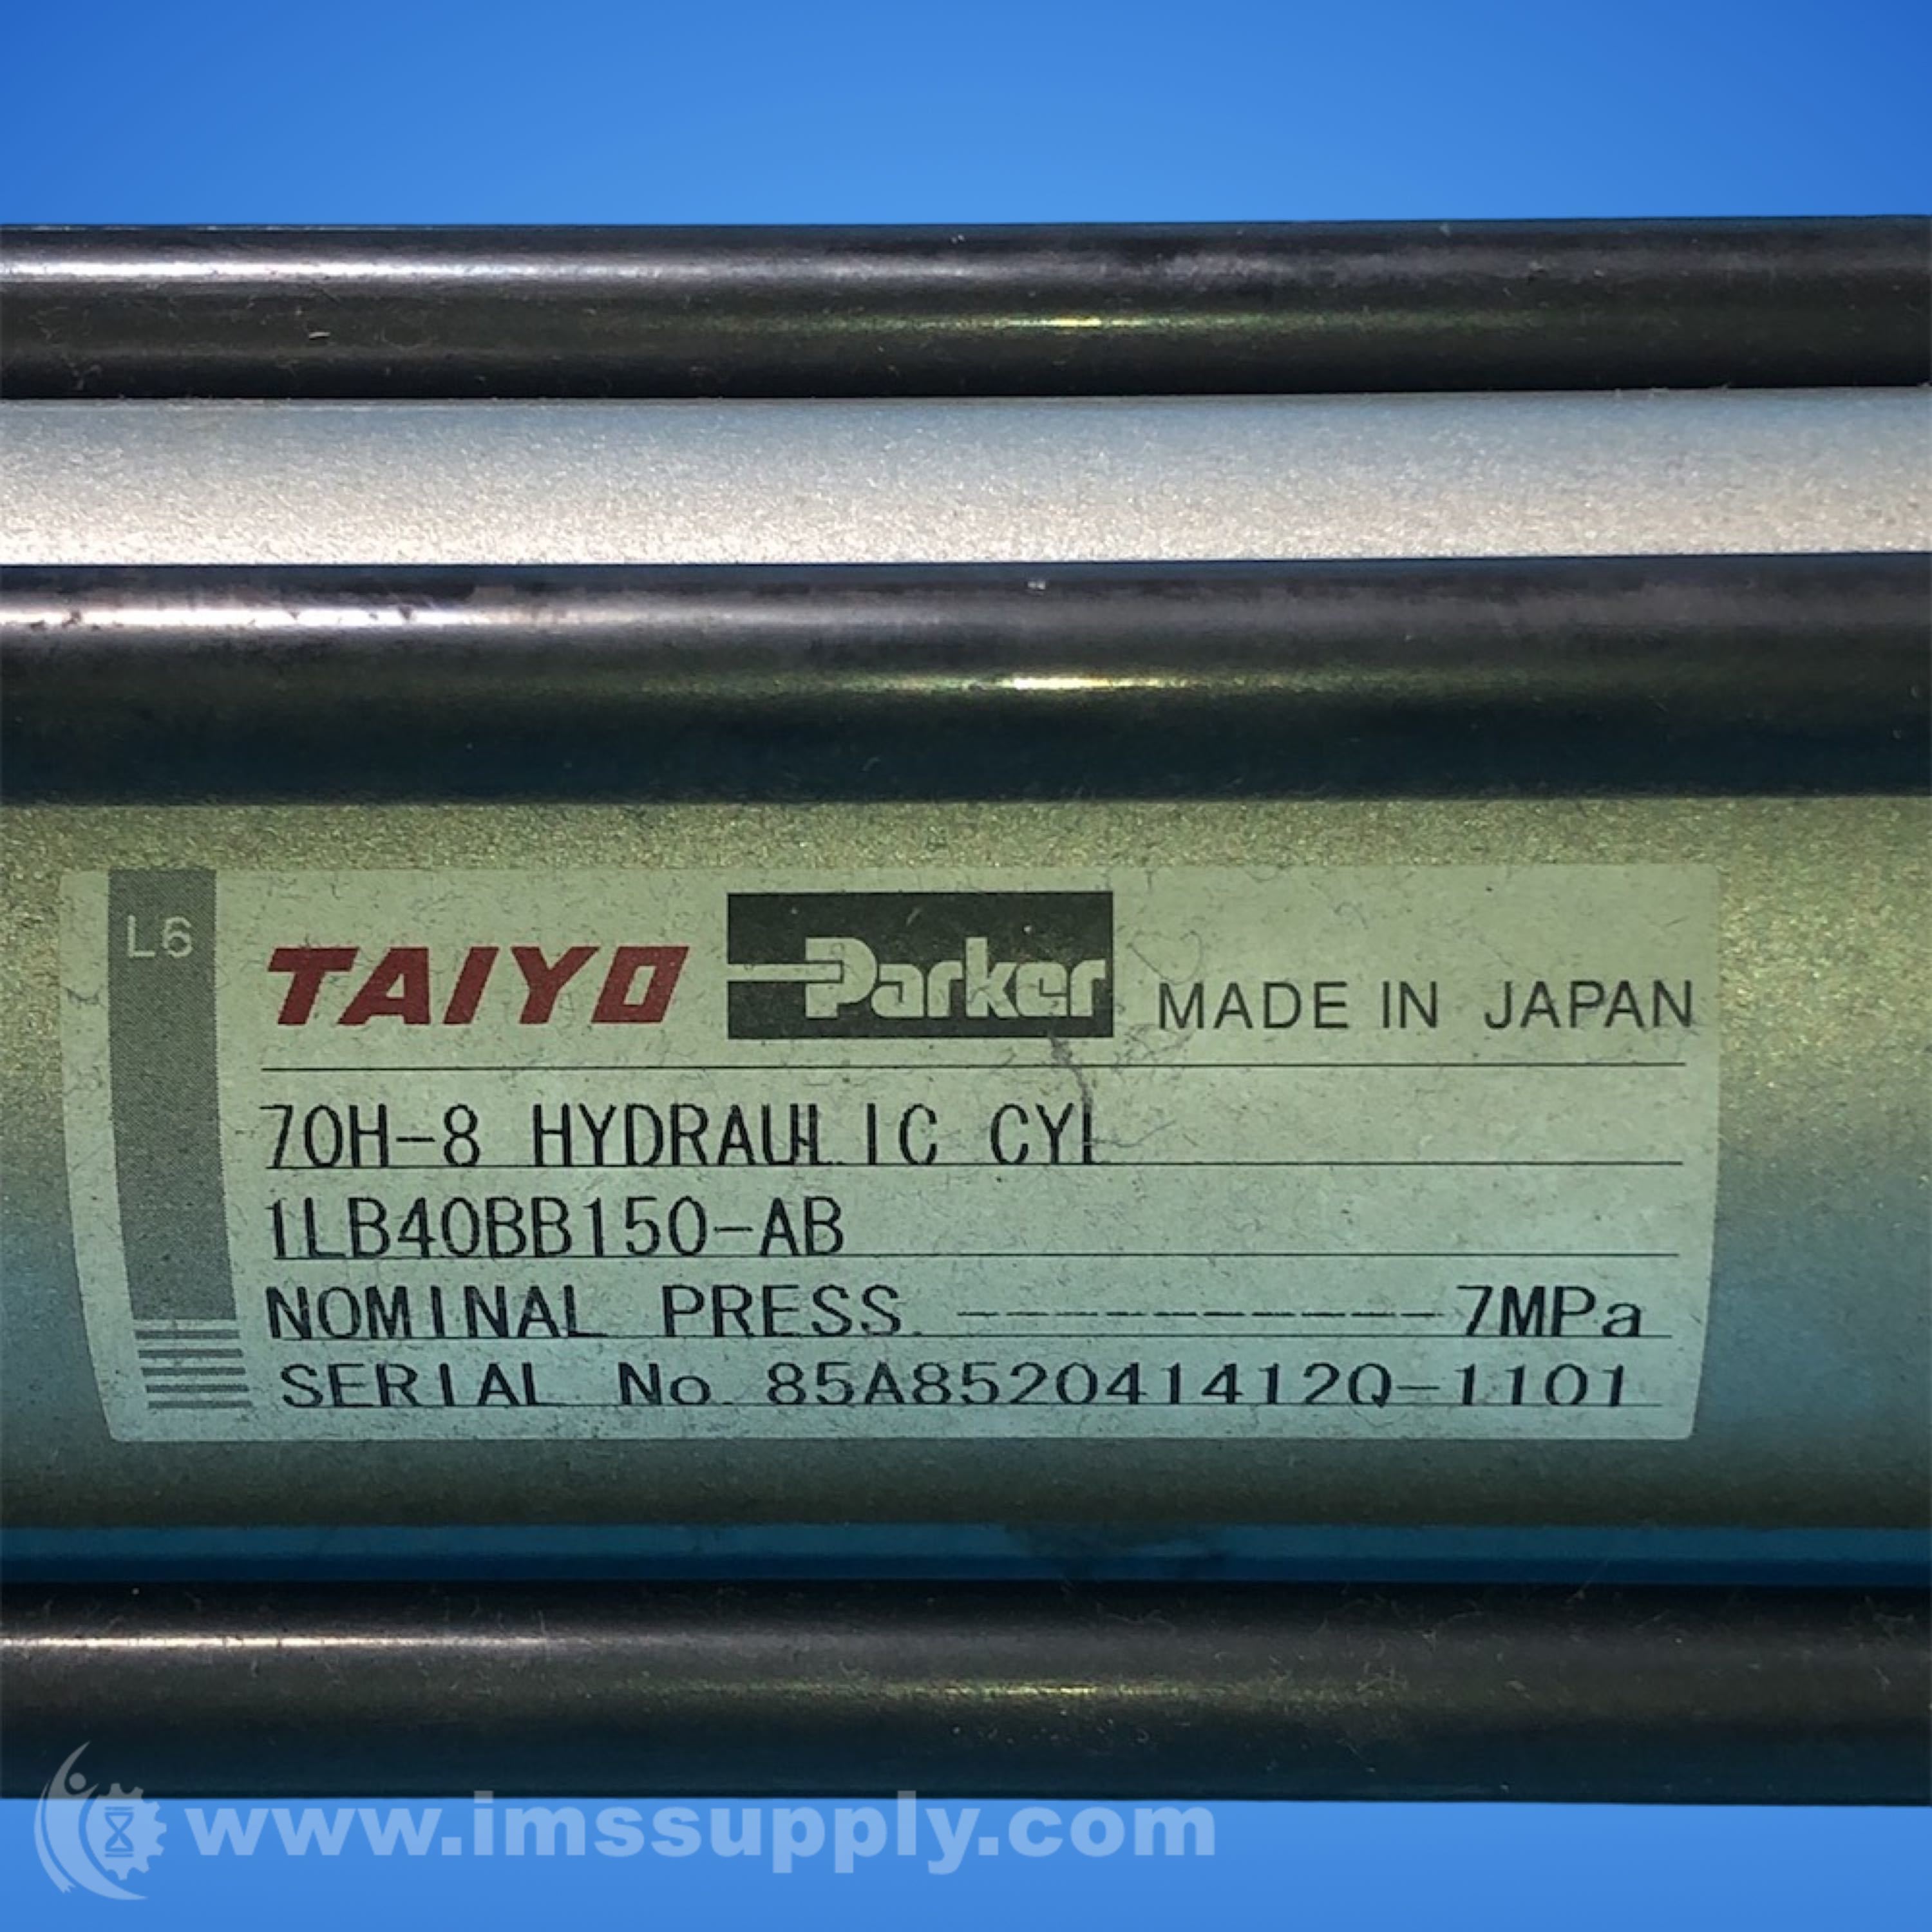 L6
TAIYO Parker MADE IN JAPAN
70H-8 HYDRAULIC CYL
1LB40BB150-AB
NOMINAL PRESS. ----------- 7MPa
SERIAL No. 85A852041412Q-1101
www.imssupply.com